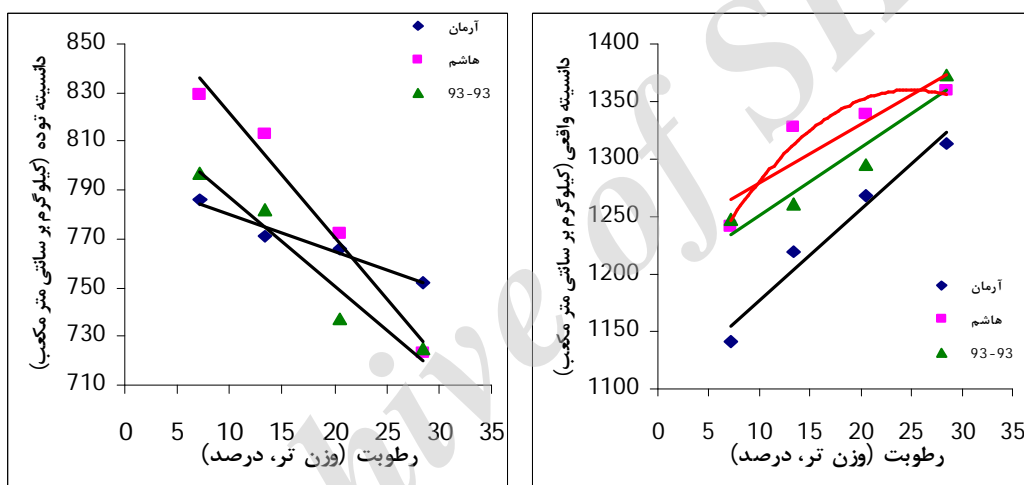 دانسیته توده (کیلوگرم بر سانتی متر مکعب)
850
830
810
790
770
750
730
710
0 5 10 15 20 25 30 35
رطوبت (وزن تر، درصد)
آرمان
هاشم
93-93
دانسیته واقعی (کیلوگرم بر سانتی متر مکعب)
1400
1350
1300
1250
1200
1150
1100
0 5 10 15 20 25 30 35
رطوبت (وزن تر، درصد)
آرمان
هاشم
93-93
hive of SI